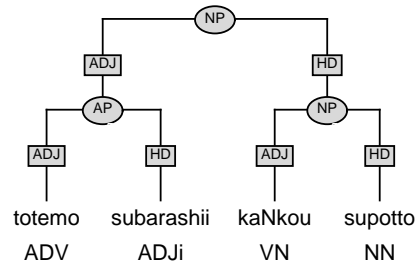 NP
ADJ HD
AP NP
ADJ HD ADJ HD
totemo subarashii kaNkou supotto
ADV ADJi VN NN